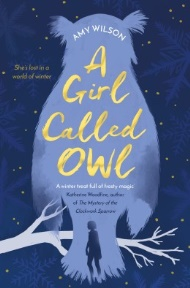 AMY WILSON
A
Girl
Called
OWL
She's lost in a
world of winter
A winter treat full of frosty magic
Katherine Woodfine, author
of The Mystery of the
Clockwork Sparrow